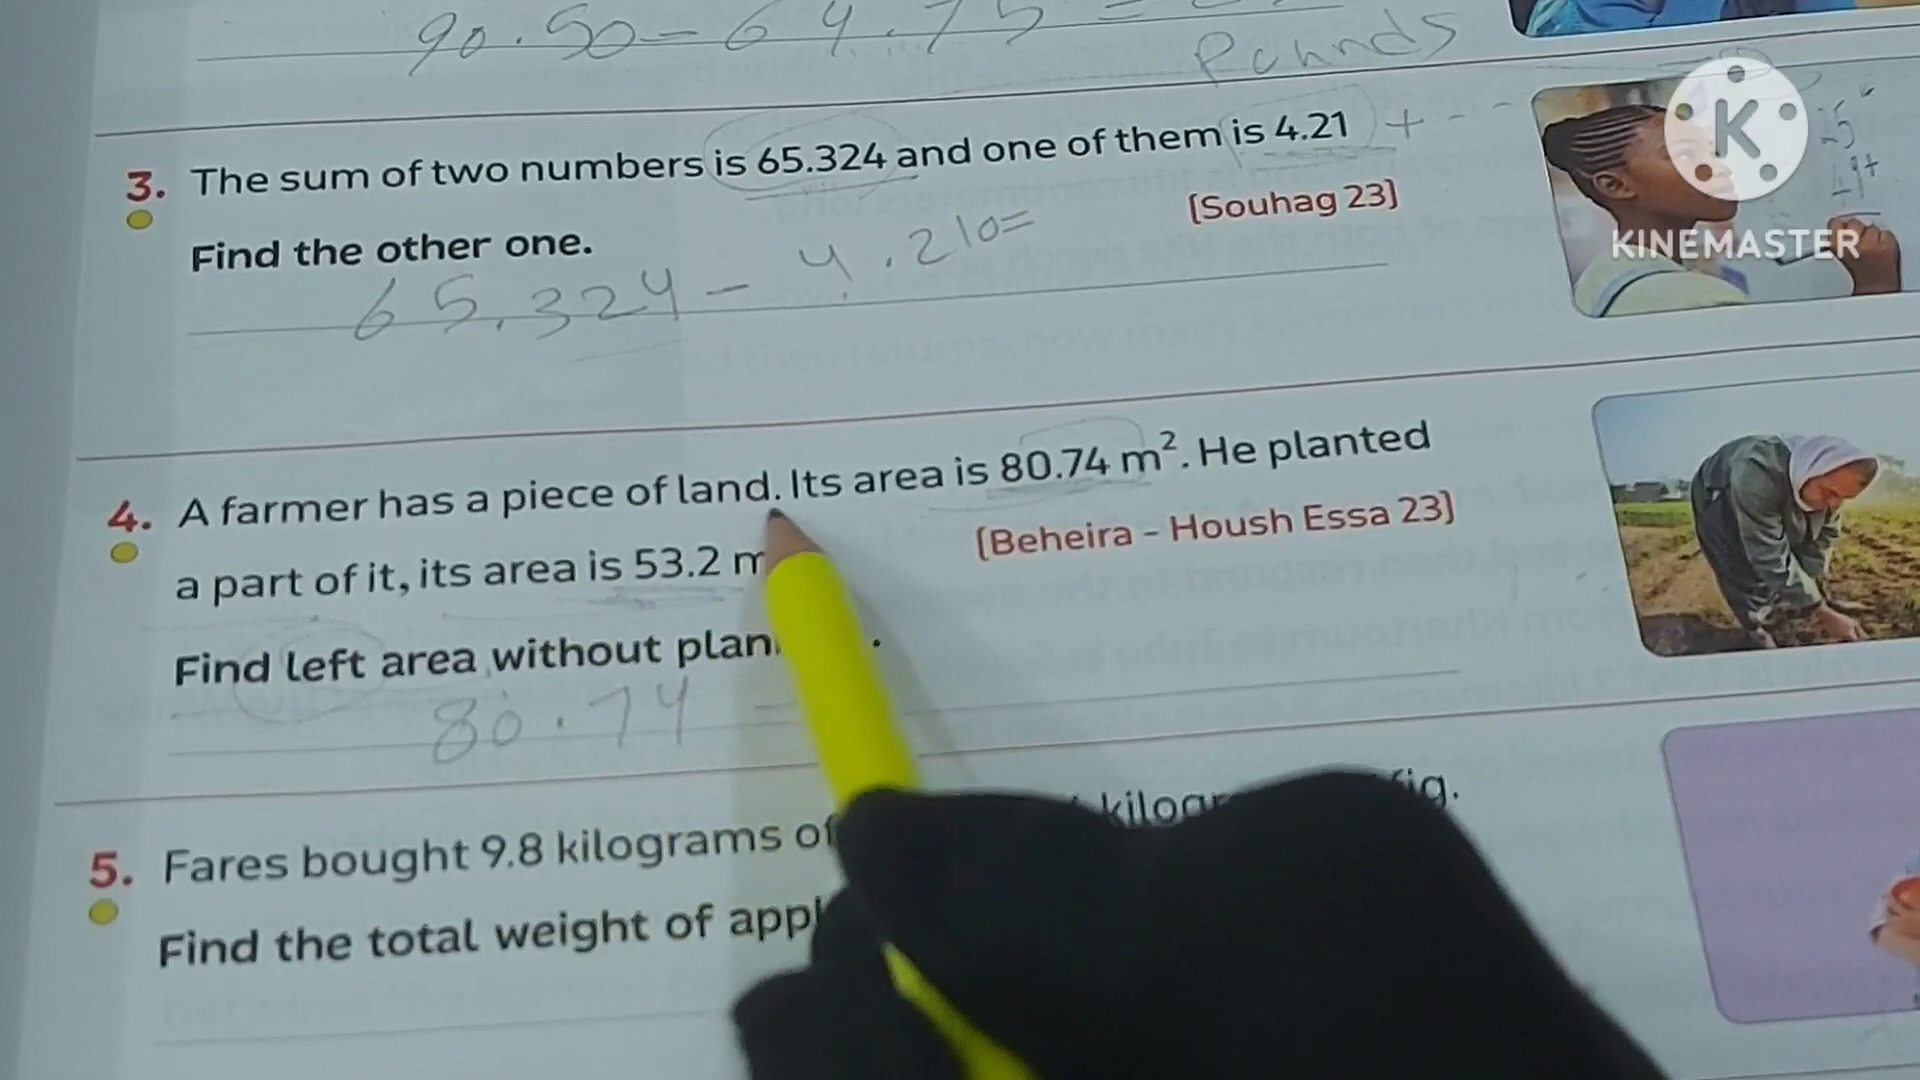 90.50 - 64.75 =
Pounds
3. The sum of two numbers is 65.324 and one of them is 4.21 + - -
[Souhag 23]
Find the other one.
65.324 - 4.210=
4. A farmer has a piece of land. Its area is 80.74 m². He planted
a part of it, its area is 53.2 m
[Beheira - Housh Essa 23]
Find left area without plan
80.74 -
5. Fares bought 9.8 kilograms of kilogr fig.
Find the total weight of appl
K
KINEMASTER